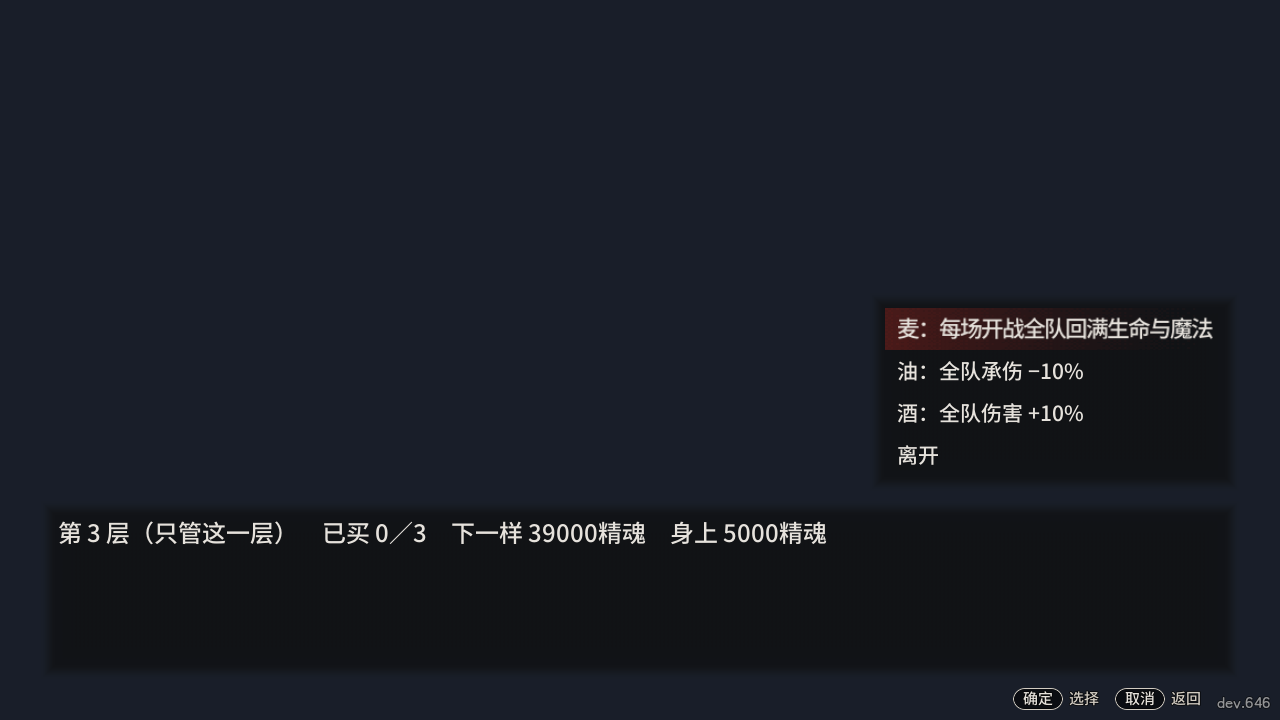 麦：每场开战全队回满生命与魔法
油：全队承伤 −10%
酒：全队伤害 +10%
离开
第 3 层（只管这一层）　已买 0／3　下一样 39000精魂　身上 5000精魂
确定 选择 取消 返回 dev.646